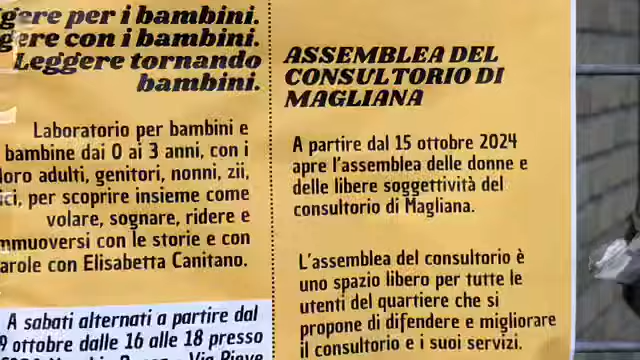 gere per i bambini.
gere con i bambini.
Leggere tornando
bambini.
Laboratorio per bambini e
bambine dai 0 ai 3 anni, con i
loro adulti, genitori, nonni, zii,
ici, per scoprire insieme come
volare, sognare, ridere e
mmuoversi con le storie e con
arole con Elisabetta Canitano.
A sabati alternati a partire dal
9 ottobre dalle 16 alle 18 presso
Via Pieve
ASSEMBLEA DEL
CONSULTORIO DI
MAGLIANA
A partire dal 15 ottobre 2024
apre l'assemblea delle donne e
delle libere soggettività del
consultorio di Magliana.
L'assemblea del consultorio è
uno spazio libero per tutte le
utenti del quartiere che si
propone di difendere e migliorare
il consultorio e i suoi servizi.